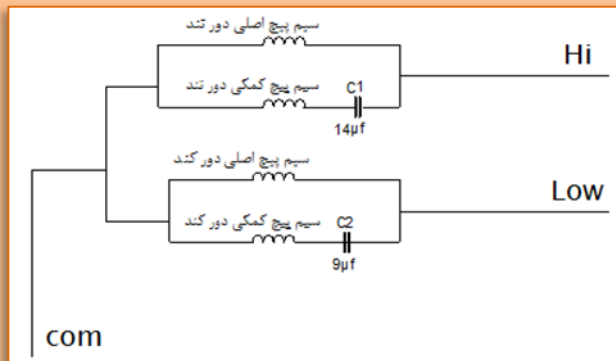 سیم پیچ اصلی دور تند
Hi
سیم پیچ کمکی دور تند
C1
14µf
سیم پیچ اصلی دور کند
Low
سیم پیچ کمکی دور کند
C2
9µf
com